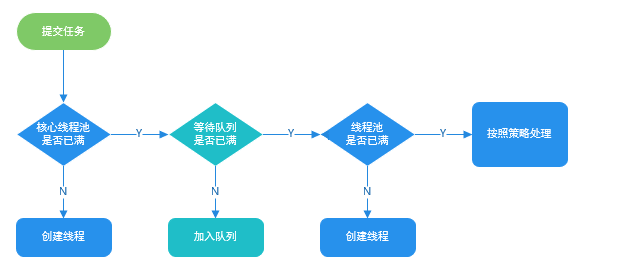 提交任务
核心线程池
是否已满
Y
等待队列
是否已满
Y
线程池
是否已满
Y
按照策略处理
N
N
N
创建线程
加入队列
创建线程